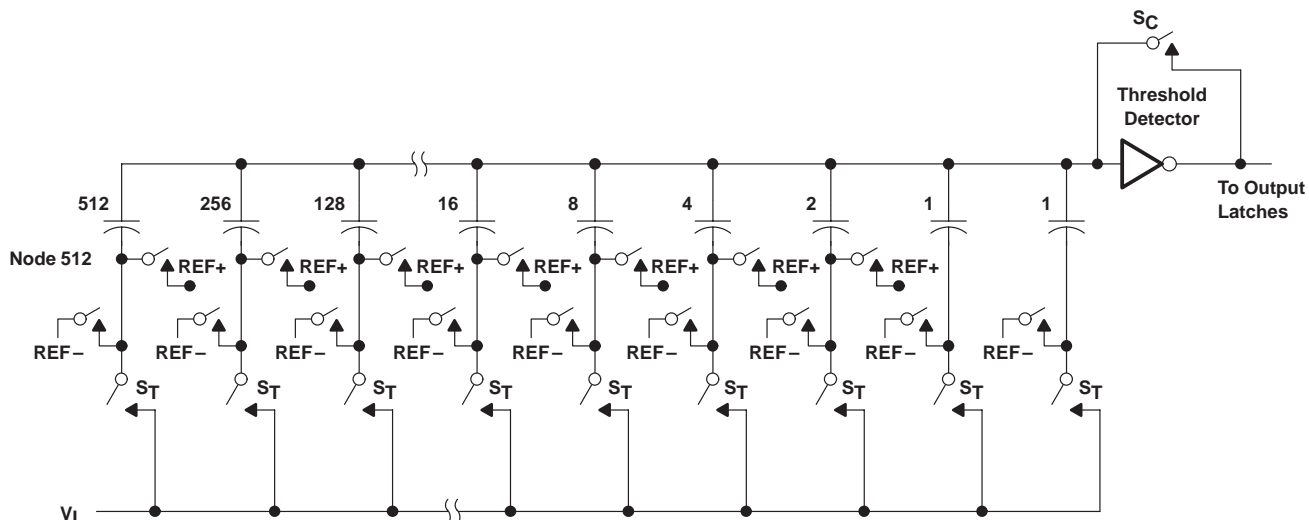 SC
Threshold
Detector
To Output
Latches
512 256 128 16 8 4 2 1 1
Node 512
REF+ REF+ REF+ REF+ REF+ REF+ REF+
REF– REF– REF– REF– REF– REF– REF– REF– REF–
ST ST ST ST ST ST ST ST ST
VI